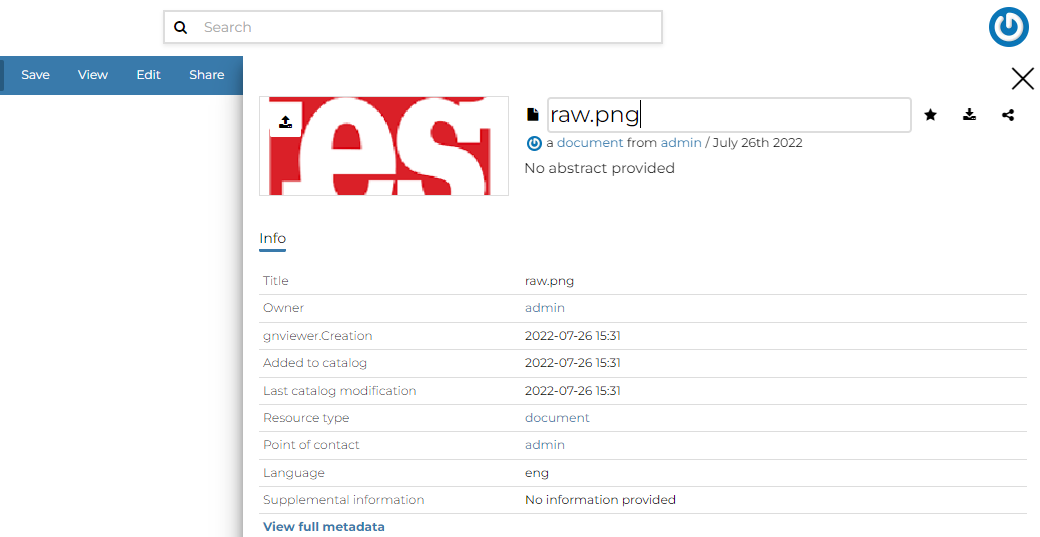 Search
Save View Edit Share
es
raw.png
a document from admin / July 26th 2022
No abstract provided
Info
Title raw.png
Owner admin
gnviewer.Creation 2022-07-26 15:31
Added to catalog 2022-07-26 15:31
Last catalog modification 2022-07-26 15:31
Resource type document
Point of contact admin
Language eng
Supplemental information No information provided
View full metadata